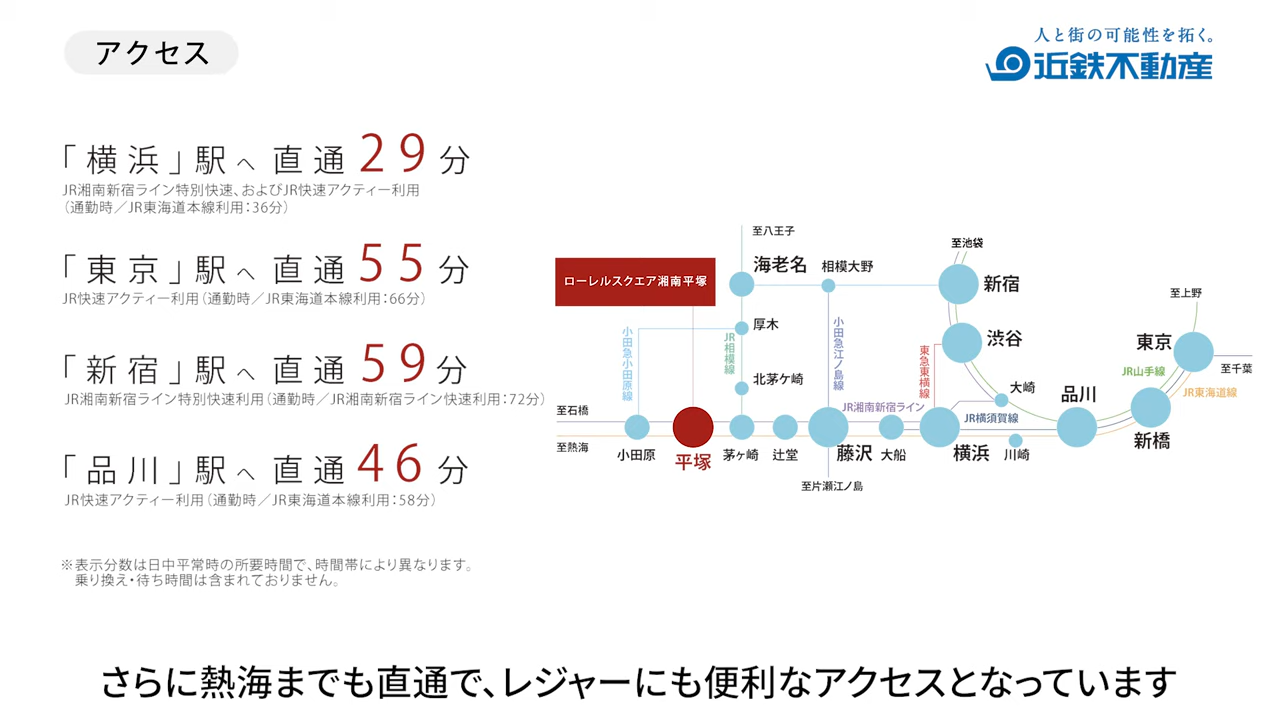 アクセス
人と街の可能性を拓く。
近鉄不動産
「横浜」駅へ 直通29分
JR湘南新宿ライン特別快速、およびJR快速アクティー利用
（通勤時／JR東海道本線利用：36分）
「東京」駅へ 直通55分
JR快速アクティー利用（通勤時／JR東海道本線利用：66分）
「新宿」駅へ 直通59分
JR湘南新宿ライン特別快速利用（通勤時／JR湘南新宿ライン快速利用：72分）
「品川」駅へ 直通46分
JR快速アクティー利用（通勤時／JR東海道本線利用：58分）
※表示分数は日中平常時の所要時間で、時間帯により異なります。
乗り換え・待ち時間は含まれておりません。
至八王子
至池袋
海老名
相模大野
ローレルスクエア湘南平塚
新宿
至上野
厚木
小田急小田原線
JR相模線
小田急江ノ島線
渋谷
東京
東急東横線
至千葉
JR山手線
北茅ケ崎
大崎
品川
JR東海道線
至石橋
JR湘南新宿ライン
JR横須賀線
新橋
至熱海
小田原
平塚
茅ヶ崎
辻堂
藤沢
大船
横浜
川崎
至片瀬江ノ島
さらに熱海までも直通で、レジャーにも便利なアクセスとなっています